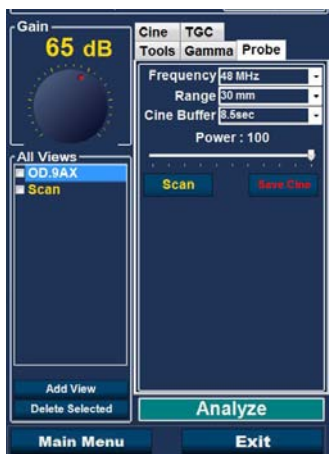 Gain
65 dB
Cine TGC
Tools Gamma Probe
Frequency 48 MHz
Range 30 mm
Cine Buffer 8.5sec
Power : 100
Scan Save Cine
All Views
OD.9AX
Scan
Add View
Delete Selected
Analyze
Main Menu Exit